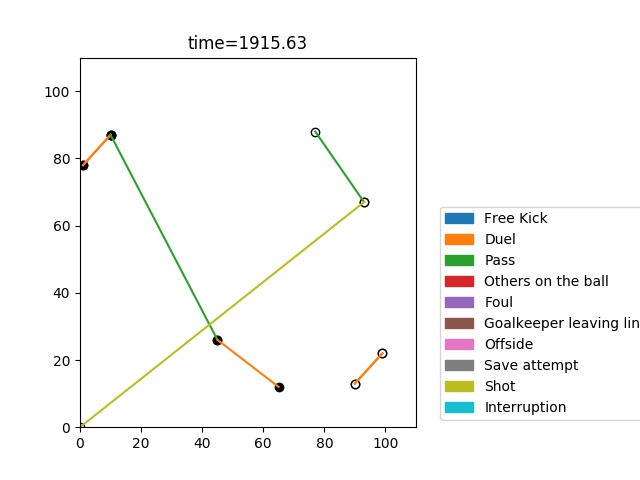 time=1915.63
100
80
60
40
20
0
0 20 40 60 80 100
Free Kick
Duel
Pass
Others on the ball
Foul
Goalkeeper leaving lin
Offside
Save attempt
Shot
Interruption